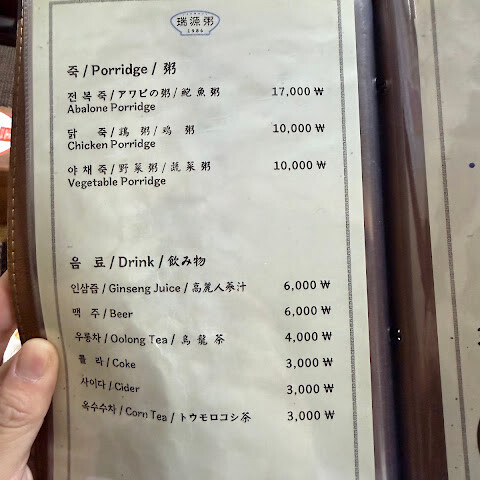 瑞源粥
1986
죽 / Porridge / 粥
전 복 죽 / アワビの粥 / 鮑 魚 粥 17,000 ₩
Abalone Porridge
닭 죽 / 鶏 粥 / 鸡 粥 10,000 ₩
Chicken Porridge
야 채 죽 / 野 菜 粥 / 蔬 菜 粥 10,000 ₩
Vegetable Porridge
음 료 / Drink / 飲み物
인삼즙 / Ginseng Juice / 高麗人蔘汁 6,000 ₩
맥 주 / Beer 6,000 ₩
우롱차 / Oolong Tea / 烏 龍 茶 4,000 ₩
콜 라 / Coke 3,000 ₩
사이다 / Cider 3,000 ₩
옥수수차 / Corn Tea / トウモロコシ茶 3,000 ₩